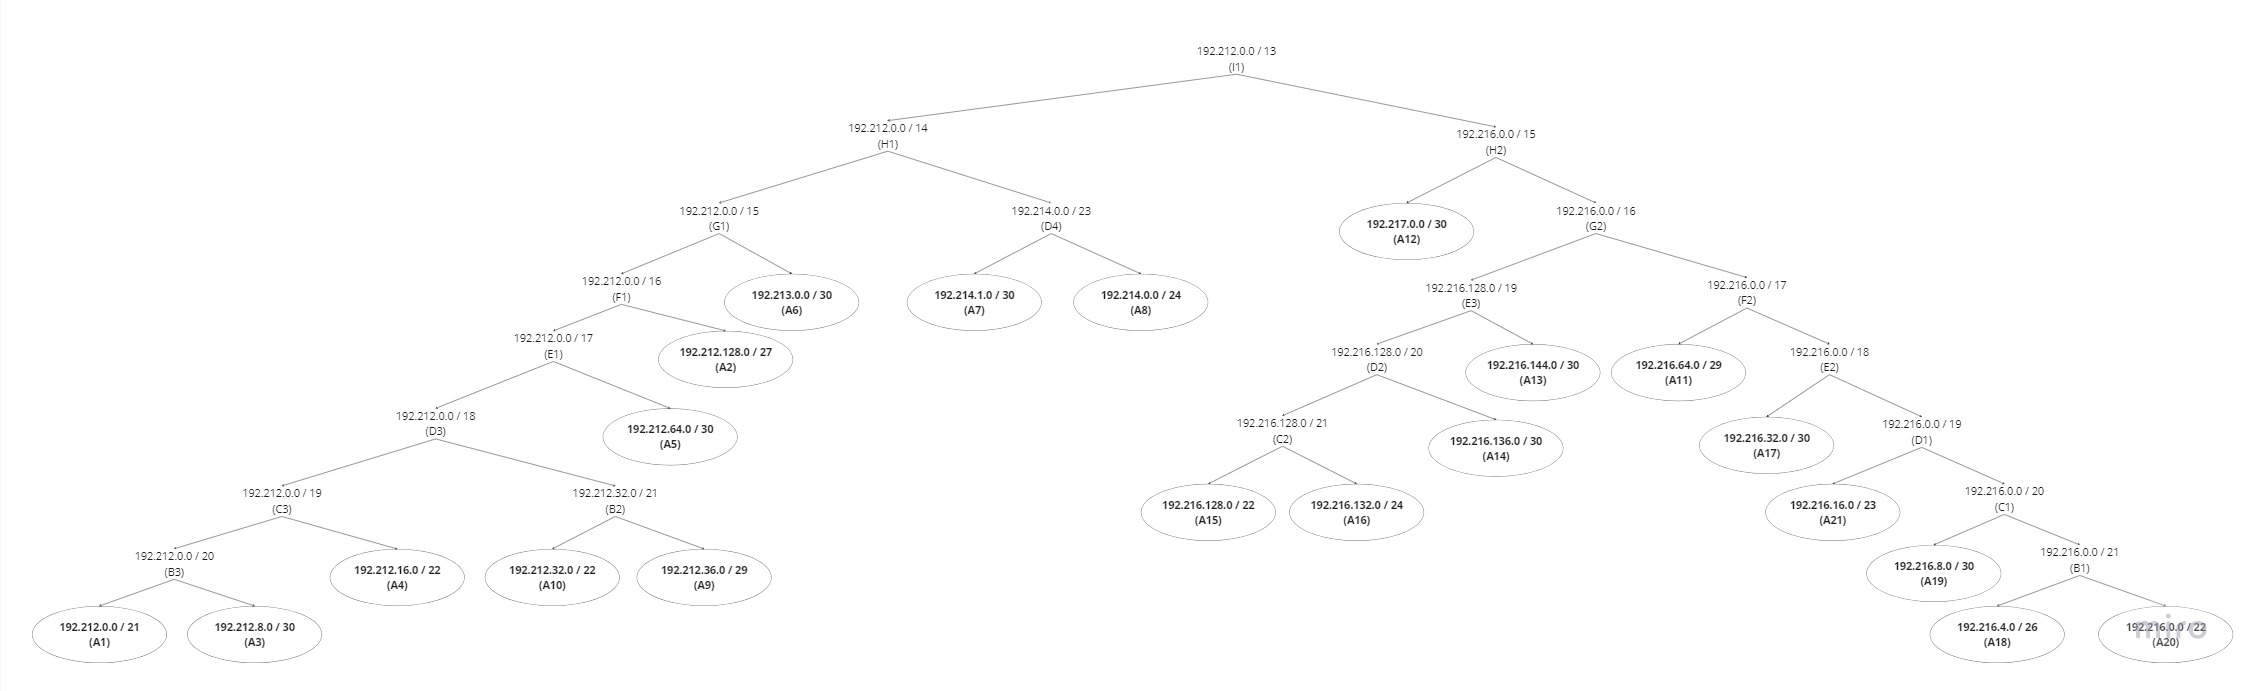 192.212.0.0 / 13
(I1)
192.212.0.0 / 14
(H1)
192.216.0.0 / 15
(H2)
192.212.0.0 / 15
(G1)
192.214.0.0 / 23
(D4)
192.217.0.0 / 30
(A12)
192.216.0.0 / 16
(G2)
192.212.0.0 / 16
(F1)
192.213.0.0 / 30
(A6)
192.214.1.0 / 30
(A7)
192.214.0.0 / 24
(A8)
192.216.128.0 / 19
(E3)
192.216.0.0 / 17
(F2)
192.212.0.0 / 17
(E1)
192.212.128.0 / 27
(A2)
192.216.128.0 / 20
(D2)
192.216.144.0 / 30
(A13)
192.216.64.0 / 29
(A11)
192.216.0.0 / 18
(E2)
192.212.0.0 / 18
(D3)
192.212.64.0 / 30
(A5)
192.216.128.0 / 21
(C2)
192.216.136.0 / 30
(A14)
192.216.32.0 / 30
(A17)
192.216.0.0 / 19
(D1)
192.212.0.0 / 19
(C3)
192.212.32.0 / 21
(B2)
192.216.128.0 / 22
(A15)
192.216.132.0 / 24
(A16)
192.216.16.0 / 23
(A21)
192.216.0.0 / 20
(C1)
192.212.0.0 / 20
(B3)
192.212.16.0 / 22
(A4)
192.212.32.0 / 22
(A10)
192.212.36.0 / 29
(A9)
192.216.8.0 / 30
(A19)
192.216.0.0 / 21
(B1)
192.212.0.0 / 21
(A1)
192.212.8.0 / 30
(A3)
192.216.4.0 / 26
(A18)
192.216.0.0 / 22
(A20)
miro